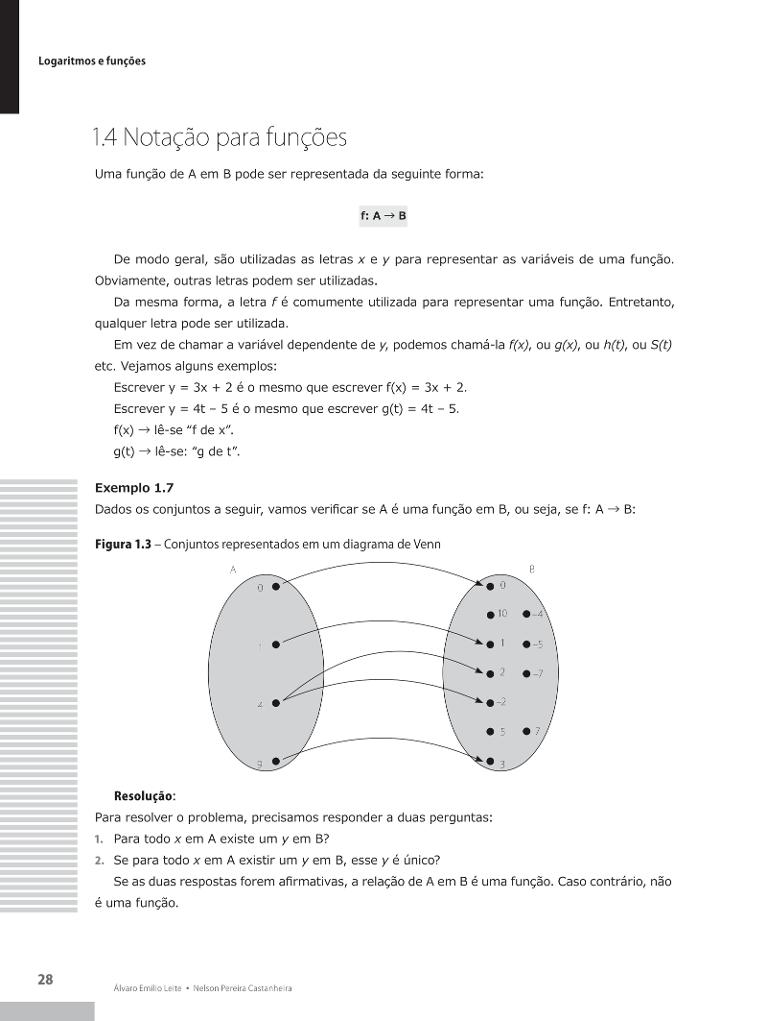 Logaritmos e funções
1.4 Notação para funções
Uma função de A em B pode ser representada da seguinte forma:
f: A → B
De modo geral, são utilizadas as letras x e y para representar as variáveis de uma função.
Obviamente, outras letras podem ser utilizadas.
Da mesma forma, a letra f é comumente utilizada para representar uma função. Entretanto,
qualquer letra pode ser utilizada.
Em vez de chamar a variável dependente de y, podemos chamá-la f(x), ou g(x), ou h(t), ou S(t)
etc. Vejamos alguns exemplos:
Escrever y = 3x + 2 é o mesmo que escrever f(x) = 3x + 2.
Escrever y = 4t – 5 é o mesmo que escrever g(t) = 4t – 5.
f(x) → lê-se “f de x”.
g(t) → lê-se: “g de t”.
Exemplo 1.7
Dados os conjuntos a seguir, vamos verificar se A é uma função em B, ou seja, se f: A → B:
Figura 1.3 – Conjuntos representados em um diagrama de Venn
A B
0 0
10 –4
1 1 –5
2 –7
4 –2
5 7
9 3
Resolução:
Para resolver o problema, precisamos responder a duas perguntas:
1. Para todo x em A existe um y em B?
2. Se para todo x em A existir um y em B, esse y é único?
Se as duas respostas forem afirmativas, a relação de A em B é uma função. Caso contrário, não
é uma função.
28
Álvaro Emílio Leite • Nelson Pereira Castanheira